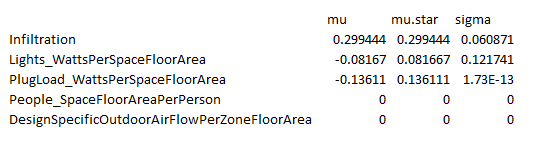 mu mu.star sigma
Infiltration 0.299444 0.299444 0.060871
Lights_WattsPerSpaceFloorArea -0.08167 0.081667 0.121741
PlugLoad_WattsPerSpaceFloorArea -0.13611 0.136111 1.73E-13
People_SpaceFloorAreaPerPerson 0 0 0
DesignSpecificOutdoorAirFlowPerZoneFloorArea 0 0 0